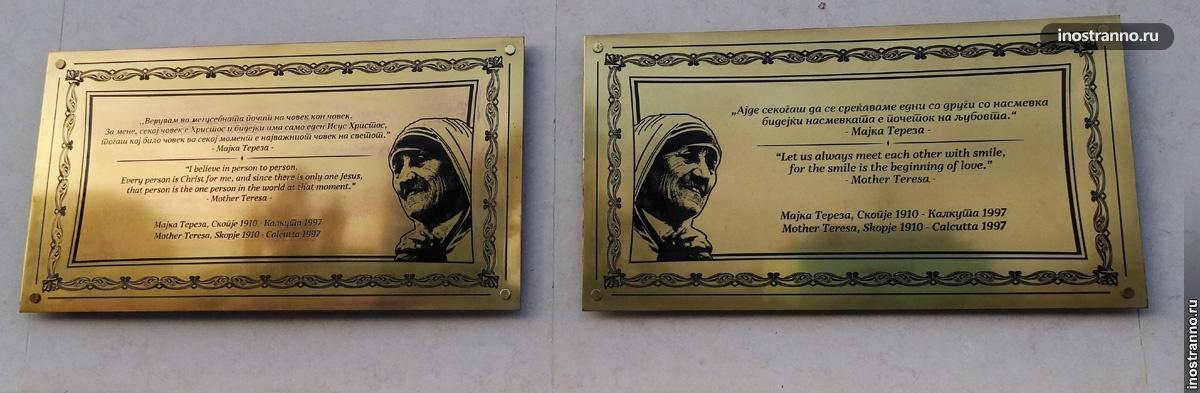 „Верувам во меѓусебната почит на човек кон човек.
За мене, секој човек е Христос и бидејки има само еден Исус Христос,
тогаш кој било човек во секој момент е најважниот човек на светот."
- Мајка Тереза -
“I believe in person to person.
Every person is Christ for me, and since there is only one Jesus,
that person is the one person in the world at that moment.”
- Mother Teresa -
Мајка Тереза, Скопје 1910 - Калкута 1997
Mother Teresa, Skopje 1910 - Calcutta 1997
„Ајде секогаш да се среќаваме едни со други со насмевка
бидејки насмевката е почеток на љубовта.“
- Мајка Тереза -
“Let us always meet each other with smile,
for the smile is the beginning of love.”
- Mother Teresa -
Мајка Тереза, Скопје 1910 - Калкута 1997
Mother Teresa, Skopje 1910 - Calcutta 1997
inostranno.ru
inostranno.ru